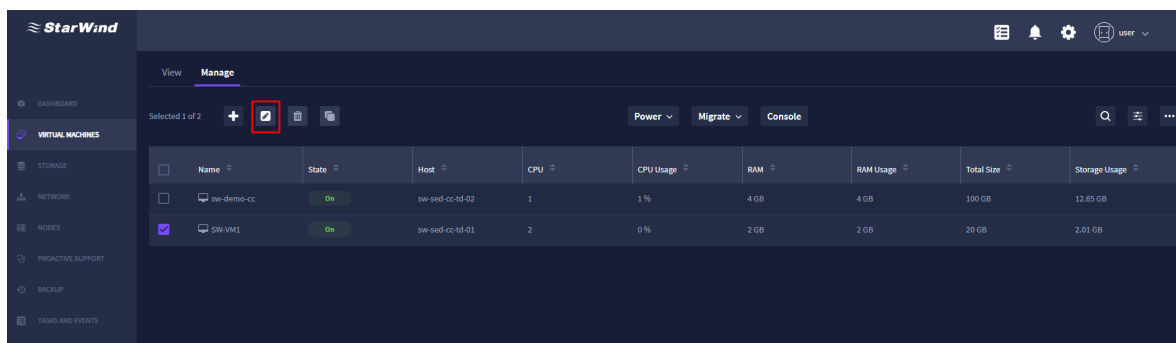 StarWind
user
View Manage
DASHBOARD
Selected 1 of 2 Power Migrate Console
VIRTUAL MACHINES
STORAGE
Name State Host CPU CPU Usage RAM RAM Usage Total Size Storage Usage
NETWORK
sw-demo-cc On sw-sed-cc-td-02 1 1 % 4 GB 4 GB 100 GB 12.65 GB
NODES
SW-VM1 On sw-sed-cc-td-01 2 0 % 2 GB 2 GB 20 GB 2.01 GB
PROACTIVE SUPPORT
BACKUP
TASKS AND EVENTS